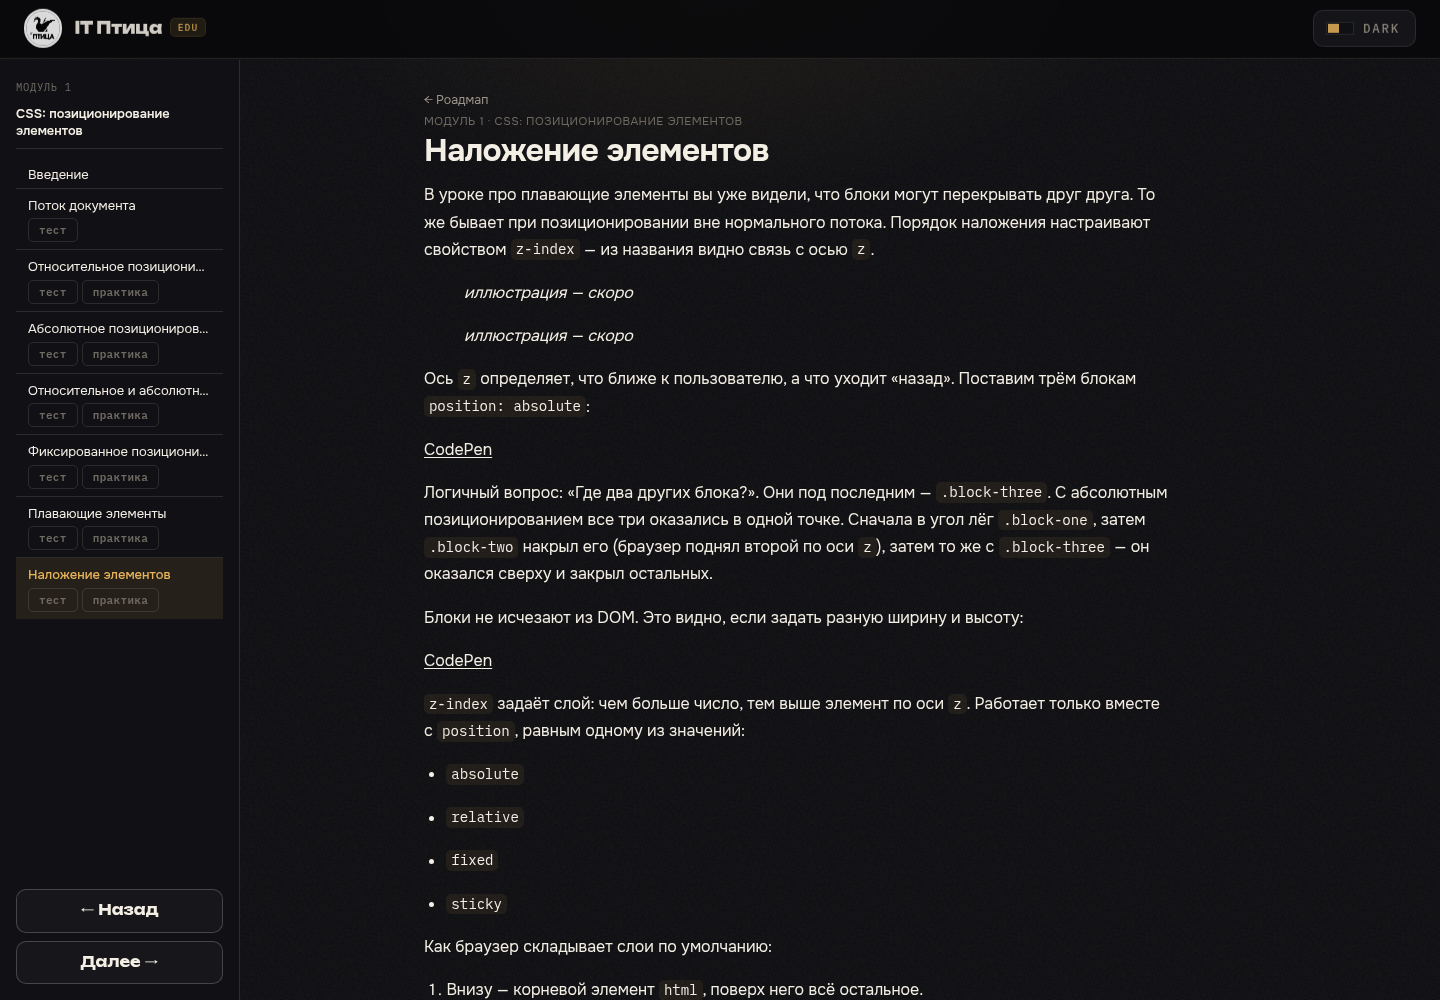 ПТИЦА
IT Птица
EDU
DARK
МОДУЛЬ 1
CSS: позиционирование
элементов
Введение
Поток документа
тест
Относительное позициони...
тест практика
Абсолютное позициониров...
тест практика
Относительное и абсолютн...
тест практика
Фиксированное позициони...
тест практика
Плавающие элементы
тест практика
Наложение элементов
тест практика
← Назад
Далее →
← Роадмап
МОДУЛЬ 1 · CSS: ПОЗИЦИОНИРОВАНИЕ ЭЛЕМЕНТОВ
Наложение элементов
В уроке про плавающие элементы вы уже видели, что блоки могут перекрывать друг друга. То
же бывает при позиционировании вне нормального потока. Порядок наложения настраивают
свойством z-index — из названия видно связь с осью z.
иллюстрация — скоро
иллюстрация — скоро
Ось z определяет, что ближе к пользователю, а что уходит «назад». Поставим трём блокам
position: absolute:
CodePen
Логичный вопрос: «Где два других блока?». Они под последним — .block-three. С абсолютным
позиционированием все три оказались в одной точке. Сначала в угол лёг .block-one, затем
.block-two накрыл его (браузер поднял второй по оси z), затем то же с .block-three — он
оказался сверху и закрыл остальных.
Блоки не исчезают из DOM. Это видно, если задать разную ширину и высоту:
CodePen
z-index задаёт слой: чем больше число, тем выше элемент по оси z. Работает только вместе
с position, равным одному из значений:
• absolute
• relative
• fixed
• sticky
Как браузер складывает слои по умолчанию:
1. Внизу — корневой элемент html, поверх него всё остальное.